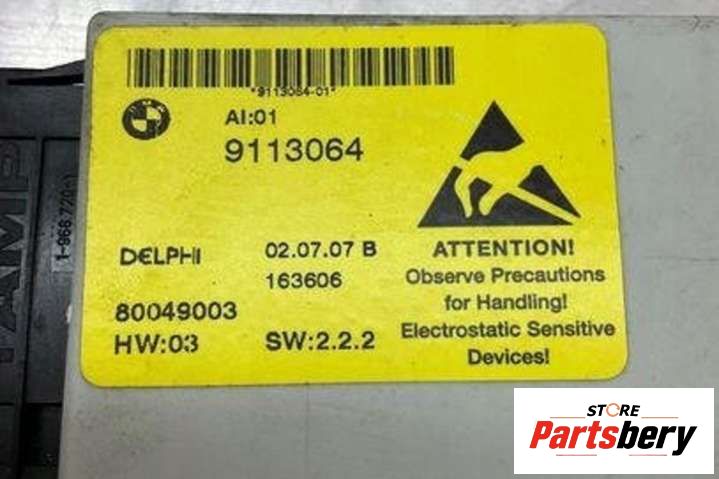 *9113064-01*
AI:01
9113064
DELPHI
02.07.07 B
163606
80049003
HW:03
SW:2.2.2
ATTENTION!
Observe Precautions
for Handling!
Electrostatic Sensitive
Devices!
AMP
STORE
Partsbery